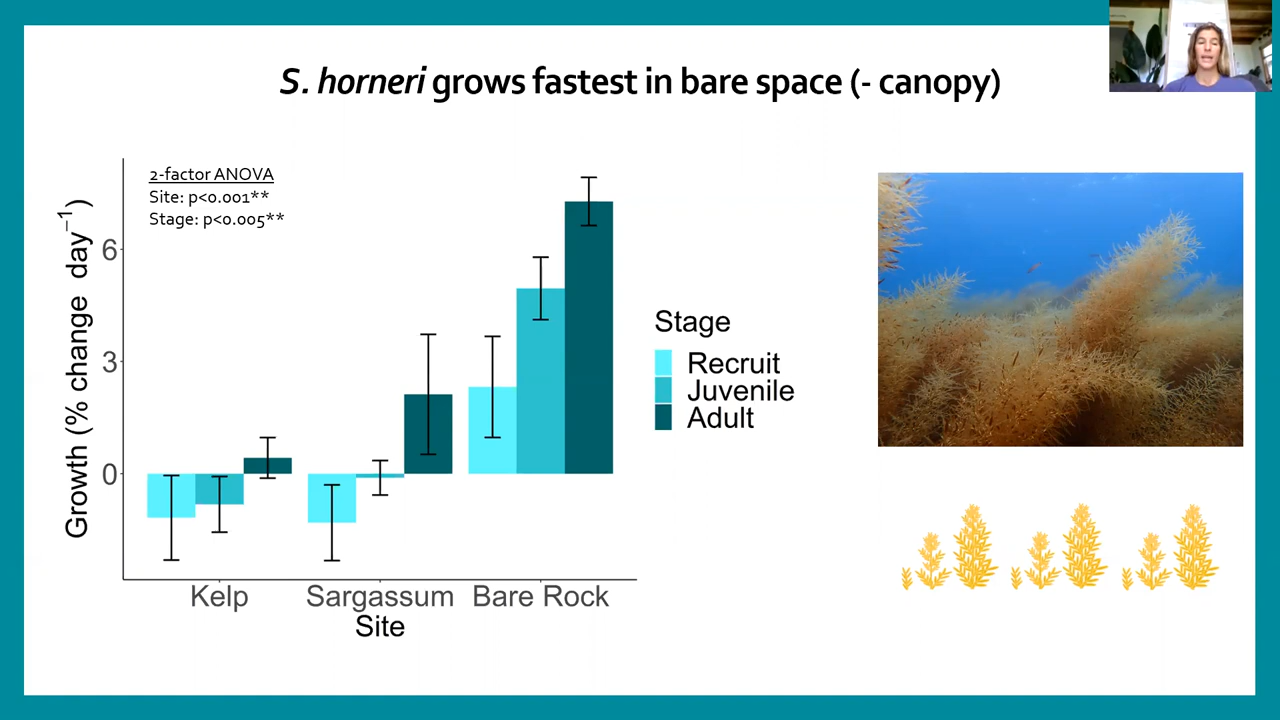 S. horneri grows fastest in bare space (- canopy)
2-factor ANOVA
Site: p<0.001**
Stage: p<0.005**
Growth (% change day⁻¹)
6
3
0
Kelp Sargassum Bare Rock
Site
Stage
Recruit
Juvenile
Adult